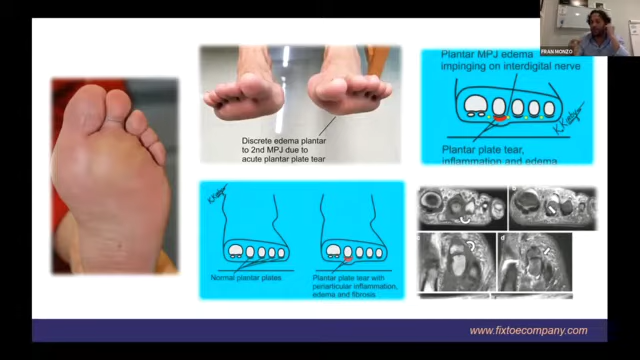 FRAN MONZO
Discrete edema plantar
to 2nd MPJ due to
acute plantar plate tear
Plantar MPJ edema
impinging on interdigital nerve
Plantar plate tear,
inflammation and edema
Normal plantar plates
Plantar plate tear with
periarticular inflammation,
edema and fibrosis
d
www.fixtoecompany.com